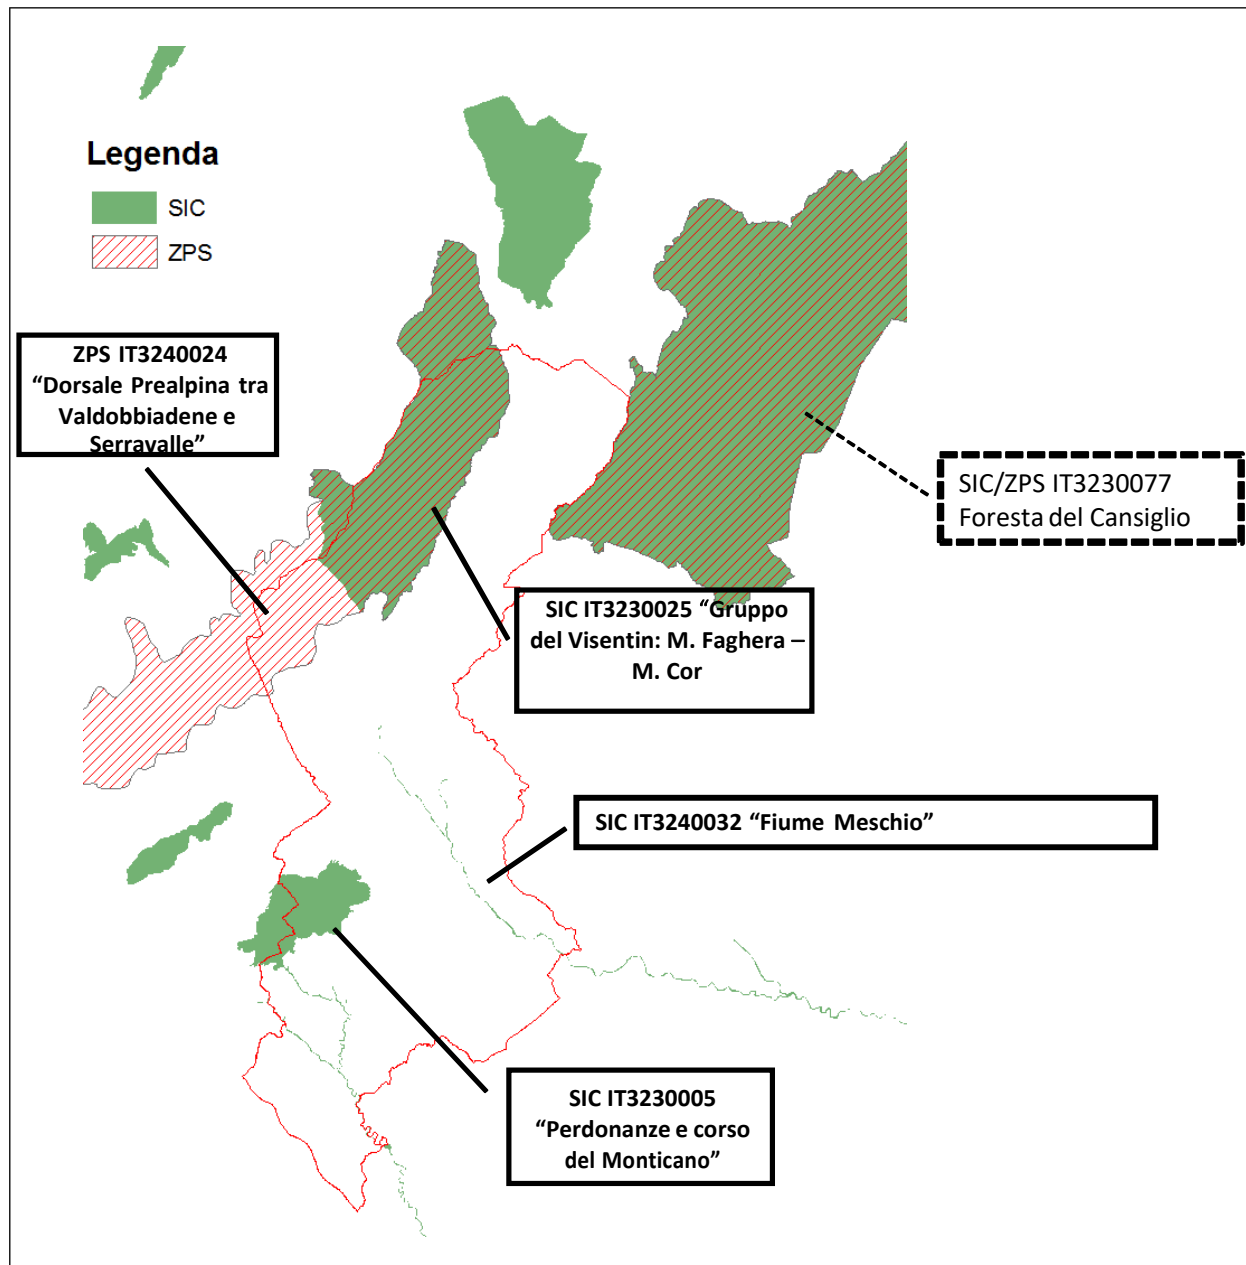 Legenda
SIC
ZPS
ZPS IT3240024
“Dorsale Prealpina tra
Valdobbiadene e
Serravalle”
SIC/ZPS IT3230077
Foresta del Cansiglio
SIC IT3230025 “Gruppo
del Visentin: M. Faghera –
M. Cor
SIC IT3240032 “Fiume Meschio”
SIC IT3230005
“Perdonanze e corso
del Monticano”